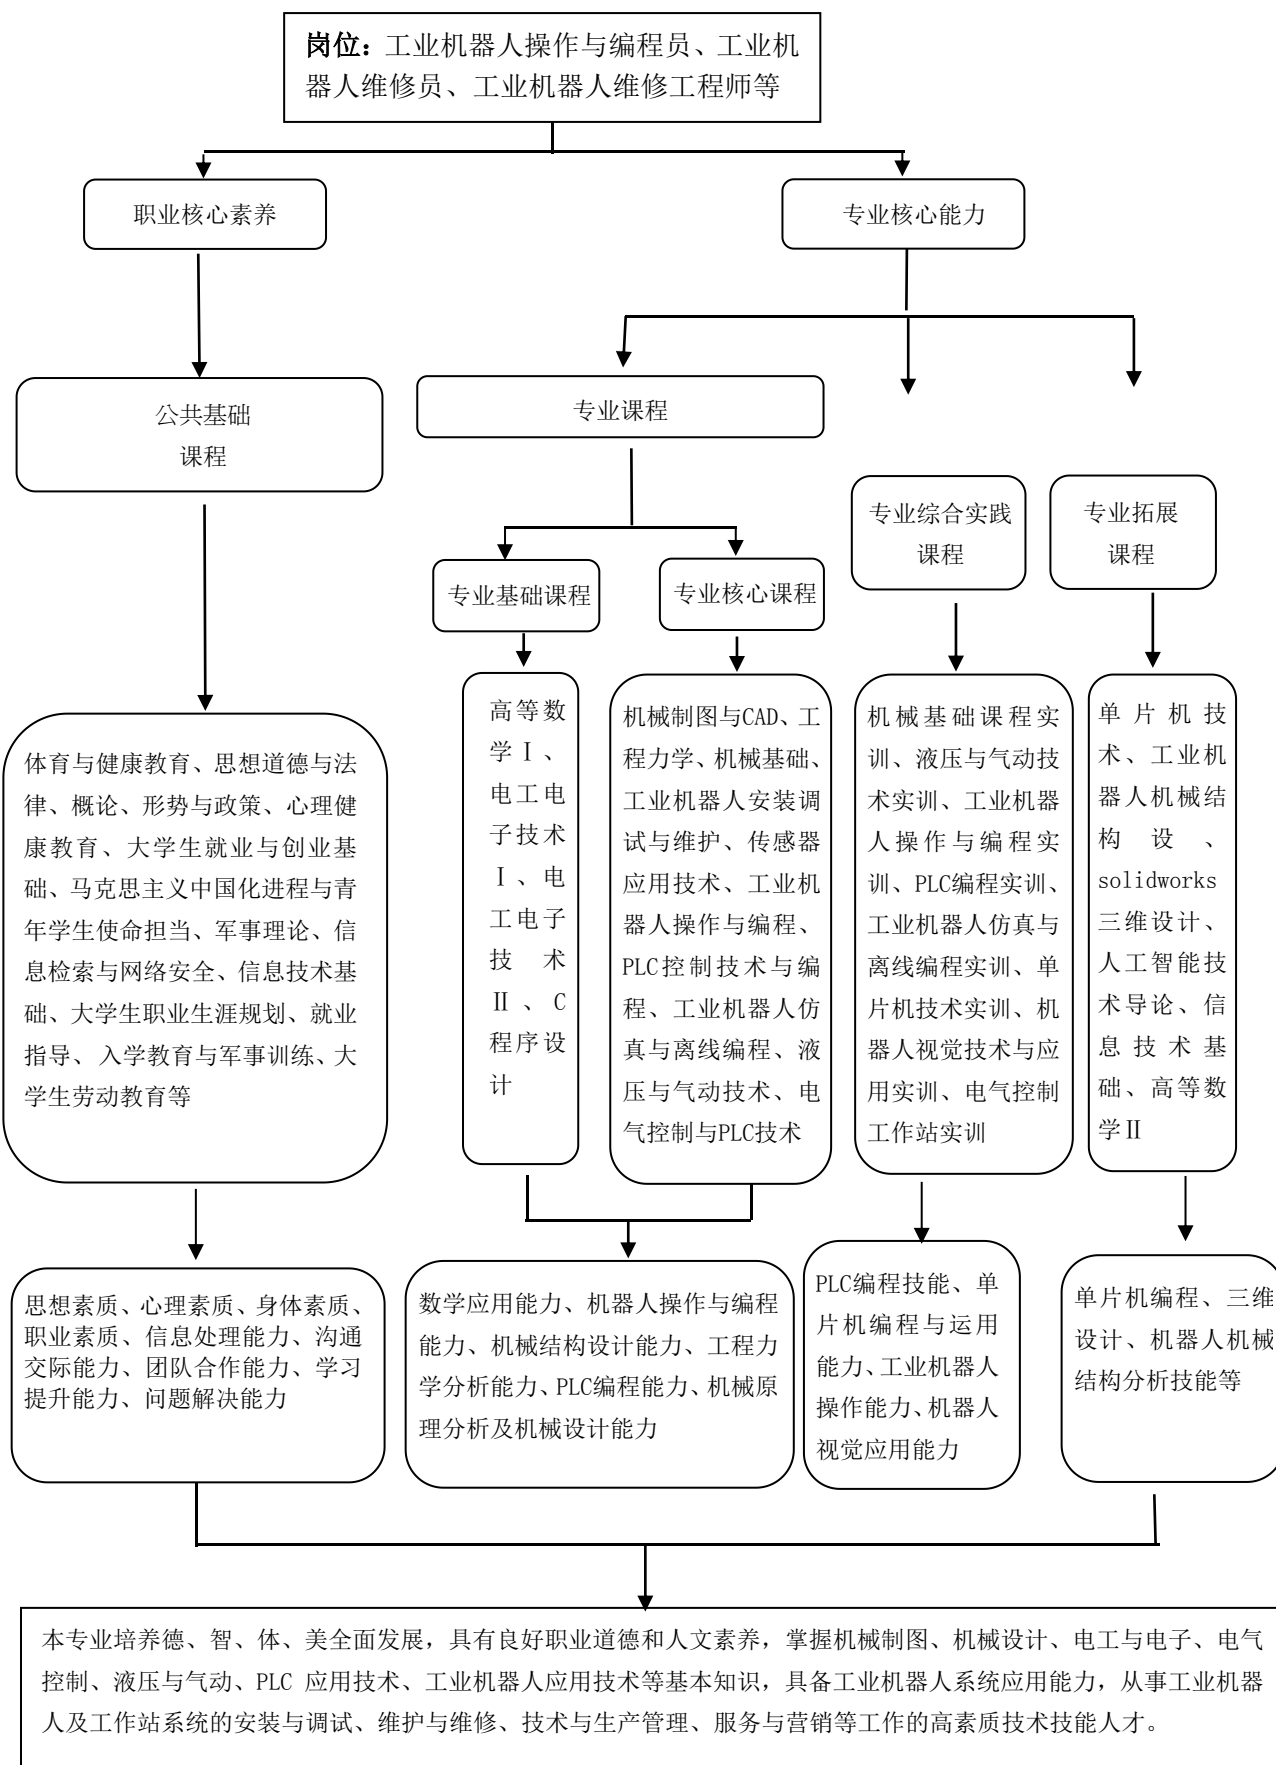 岗位：工业机器人操作与编程员、工业机
器人维修员、工业机器人维修工程师等
职业核心素养
专业核心能力
公共基础
课程
专业课程
专业综合实践
课程
专业拓展
课程
专业基础课程
专业核心课程
体育与健康教育、思想道德与法
律、概论、形势与政策、心理健
康教育、大学生就业与创业基
础、马克思主义中国化进程与青
年学生使命担当、军事理论、信
息检索与网络安全、信息技术基
础、大学生职业生涯规划、就业
指导、入学教育与军事训练、大
学生劳动教育等
高等数
学Ⅰ、
电工电
子技术
Ⅰ、电
工电子
技术
Ⅱ、C
程序设
计
机械制图与CAD、工
程力学、机械基础、
工业机器人安装调
试与维护、传感器
应用技术、工业机
器人操作与编程、
PLC控制技术与编
程、工业机器人仿
真与离线编程、液
压与气动技术、电
气控制与PLC技术
机械基础课程实
训、液压与气动技
术实训、工业机器
人操作与编程实
训、PLC编程实训、
工业机器人仿真与
离线编程实训、单
片机技术实训、机
器人视觉技术与应
用实训、电气控制
工作站实训
单片机技
术、工业机
器人机械结
构设、
solidworks
三维设计、
人工智能技
术导论、信
息技术基
础、高等数
学Ⅱ
思想素质、心理素质、身体素质、
职业素质、信息处理能力、沟通
交际能力、团队合作能力、学习
提升能力、问题解决能力
数学应用能力、机器人操作与编程
能力、机械结构设计能力、工程力
学分析能力、PLC编程能力、机械原
理分析及机械设计能力
PLC编程技能、单
片机编程与运用
能力、工业机器人
操作能力、机器人
视觉应用能力
单片机编程、三维
设计、机器人机械
结构分析技能等
本专业培养德、智、体、美全面发展，具有良好职业道德和人文素养，掌握机械制图、机械设计、电工与电子、电气
控制、液压与气动、PLC 应用技术、工业机器人应用技术等基本知识，具备工业机器人系统应用能力，从事工业机器
人及工作站系统的安装与调试、维护与维修、技术与生产管理、服务与营销等工作的高素质技术技能人才。